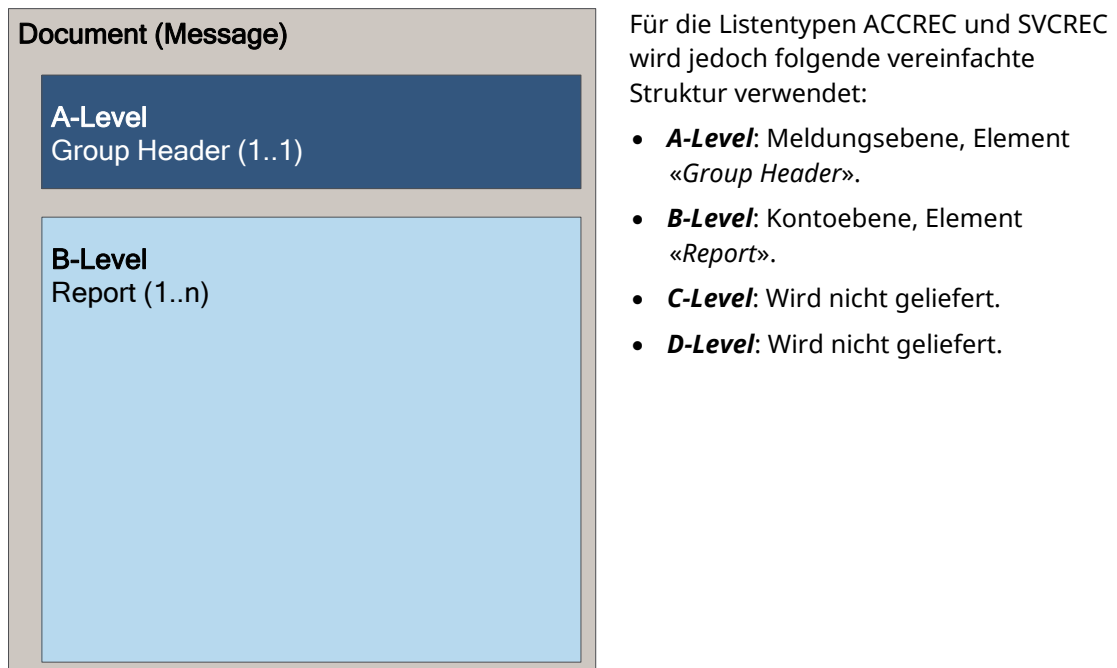 Document (Message)
A-Level
Group Header (1..1)
B-Level
Report (1..n)
Für die Listentypen ACCREC und SVCREC
wird jedoch folgende vereinfachte
Struktur verwendet:
• A-Level: Meldungsebene, Element
«Group Header».
• B-Level: Kontoebene, Element
«Report».
• C-Level: Wird nicht geliefert.
• D-Level: Wird nicht geliefert.